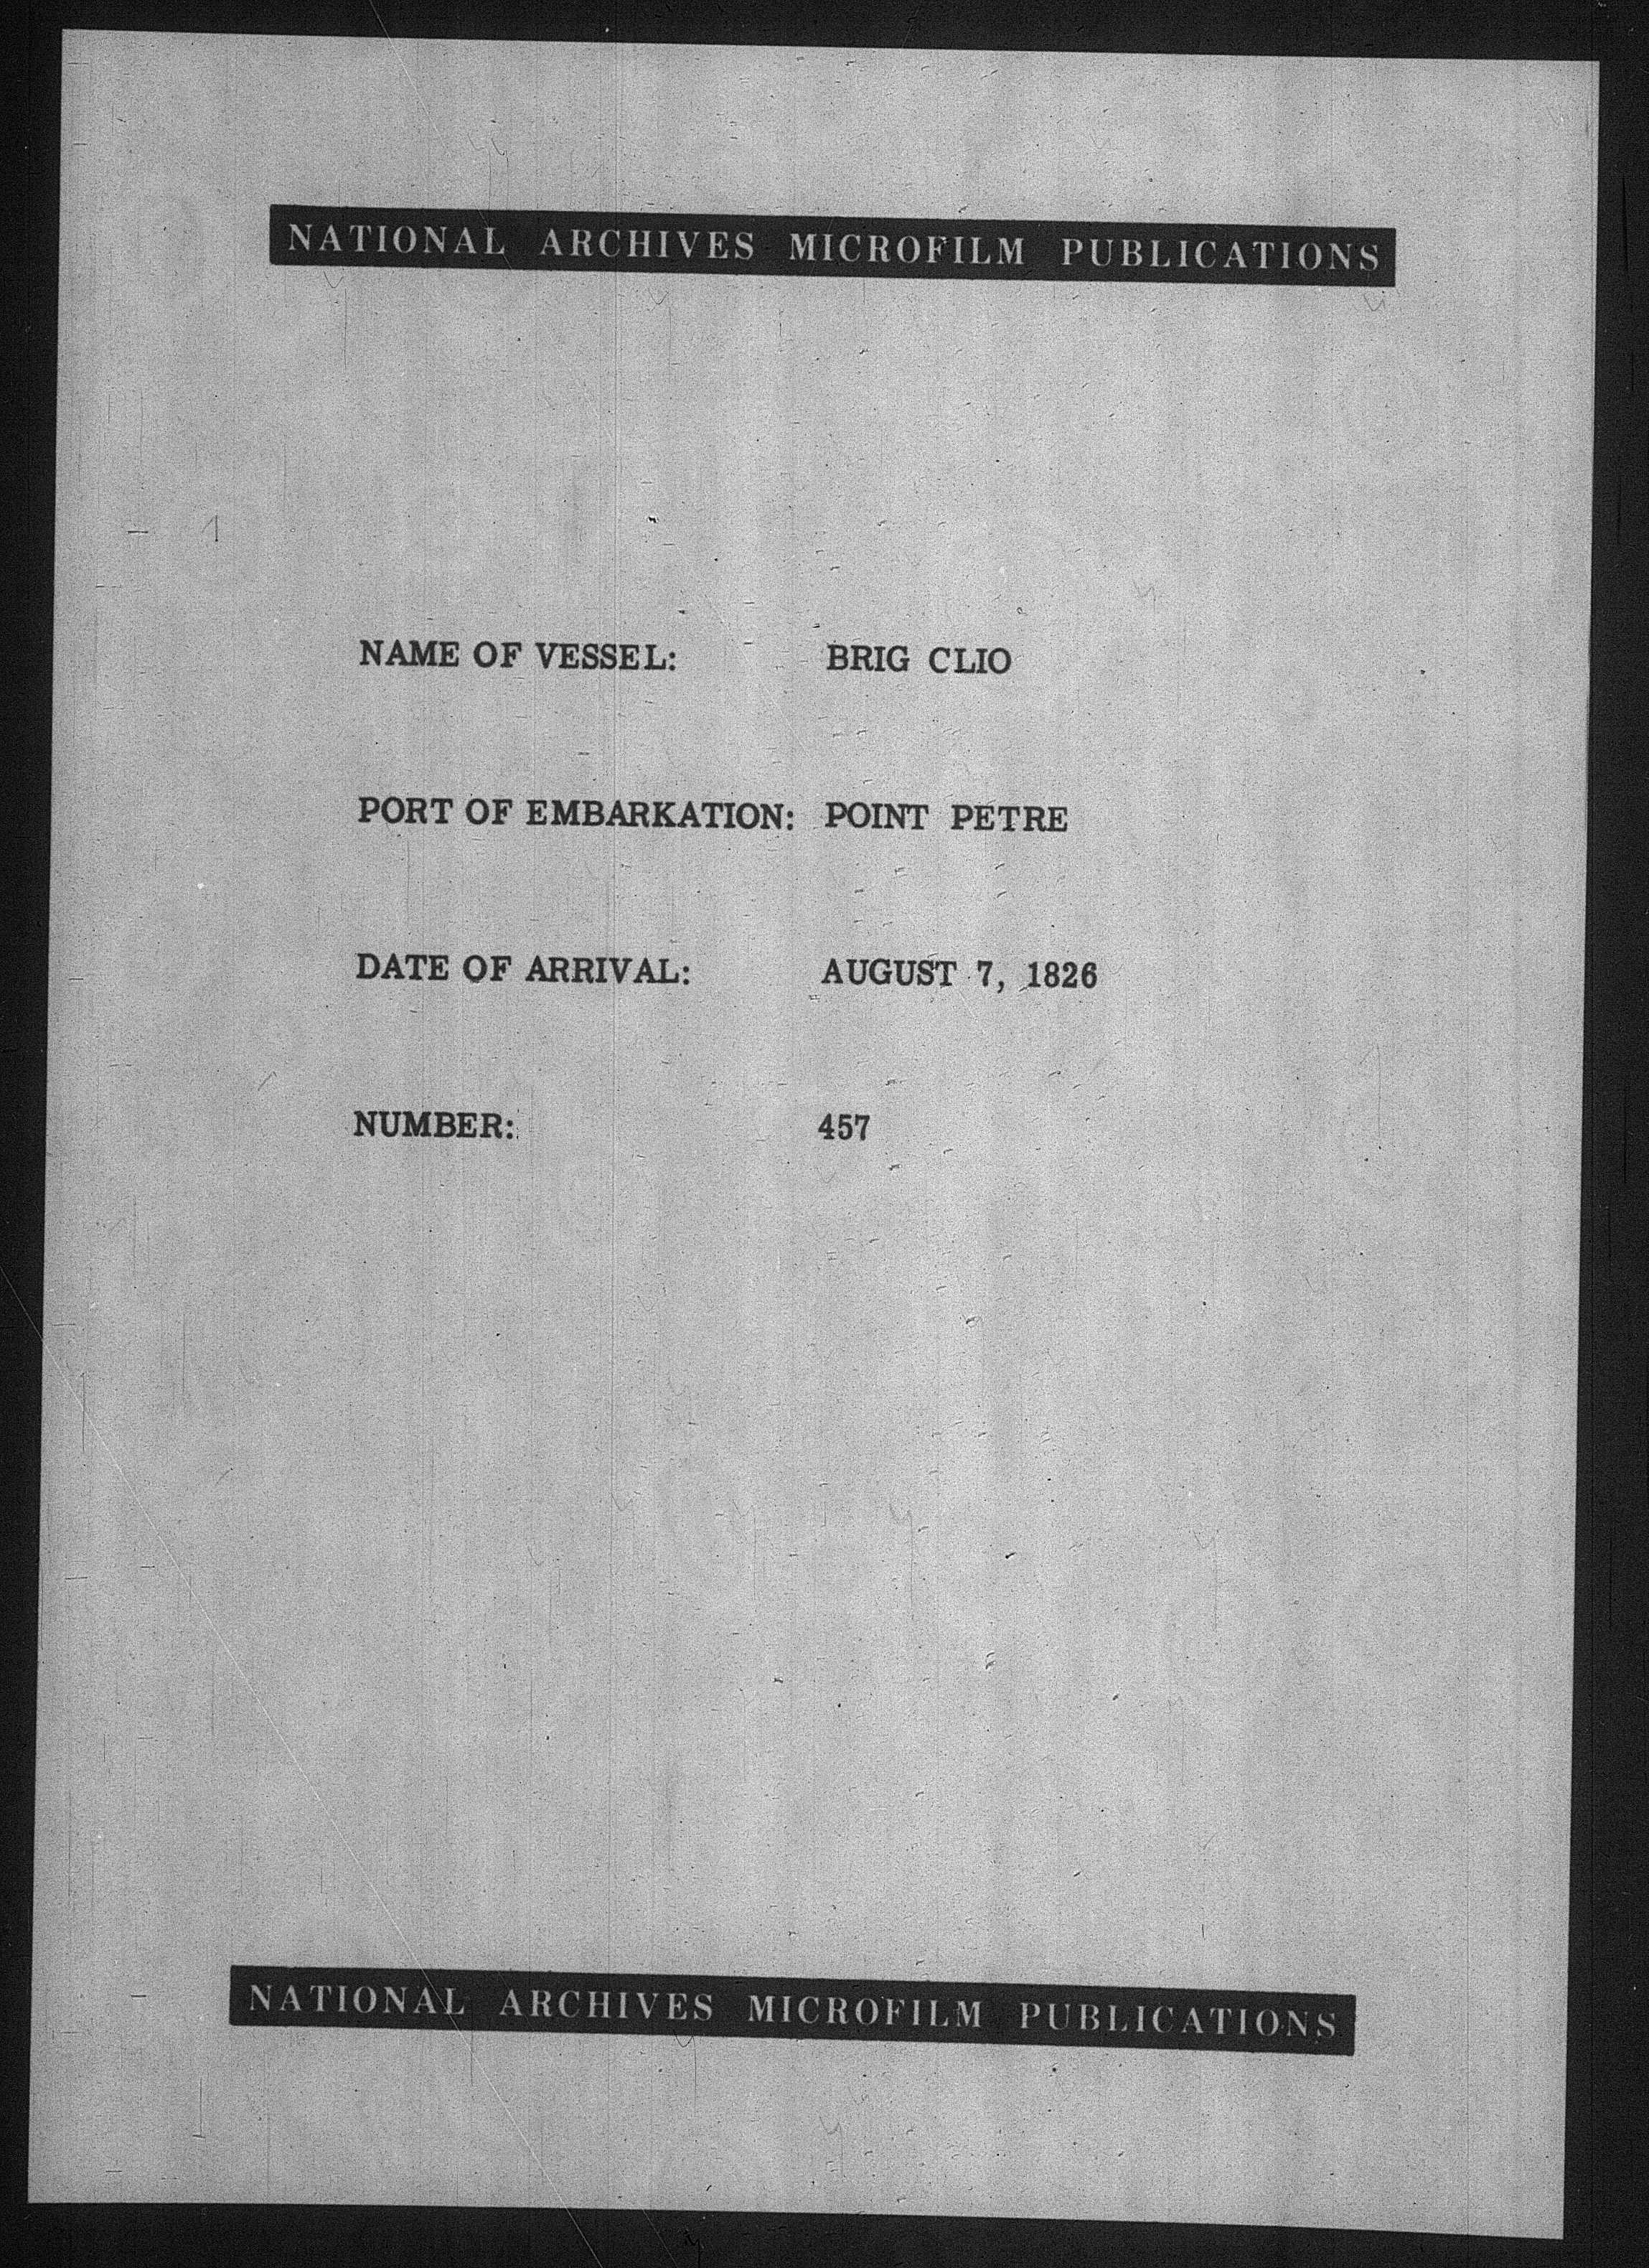 NATIONAL ARCHIVES MICROFILM PUBLICATIONS
NAME OF VESSEL: BRIG CLIO
PORT OF EMBARKATION: POINT PETRE
DATE OF ARRIVAL: AUGUST 7, 1826
NUMBER: 457
NATIONAL ARCHIVES MICROFILM PUBLICATIONS